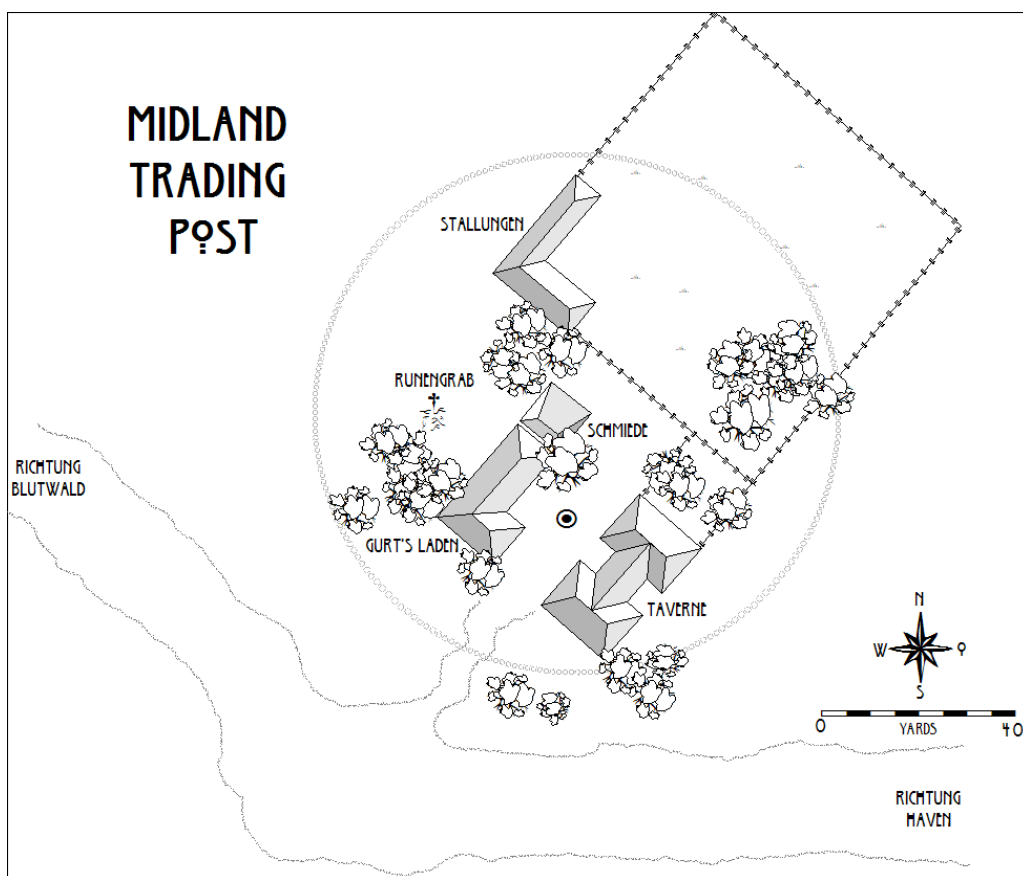 MIDLAND
TRADING
POST
STALLUNGEN
RUNENGRAB
SCHMIEDE
RICHTUNG
BLUTWALD
GURT'S LADEN
TAVERNE
N
W O
S
0 YARDS 40
RICHTUNG
HAVEN